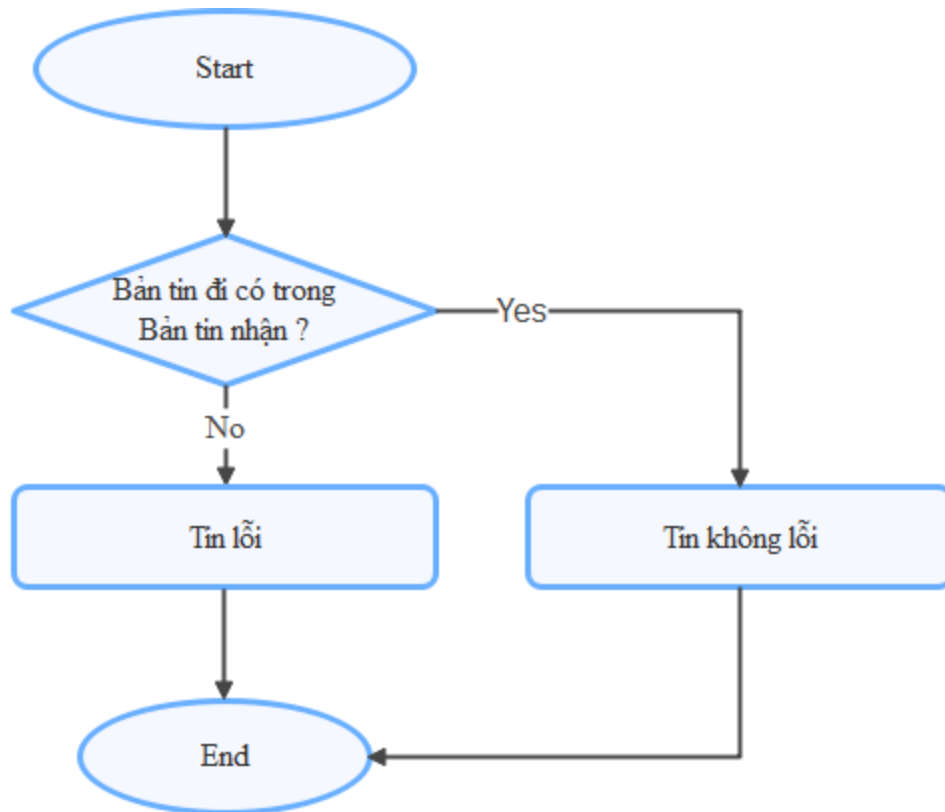 Start
Bản tin đi có trong
Bản tin nhận ?
Yes
No
Tin lỗi
Tin không lỗi
End